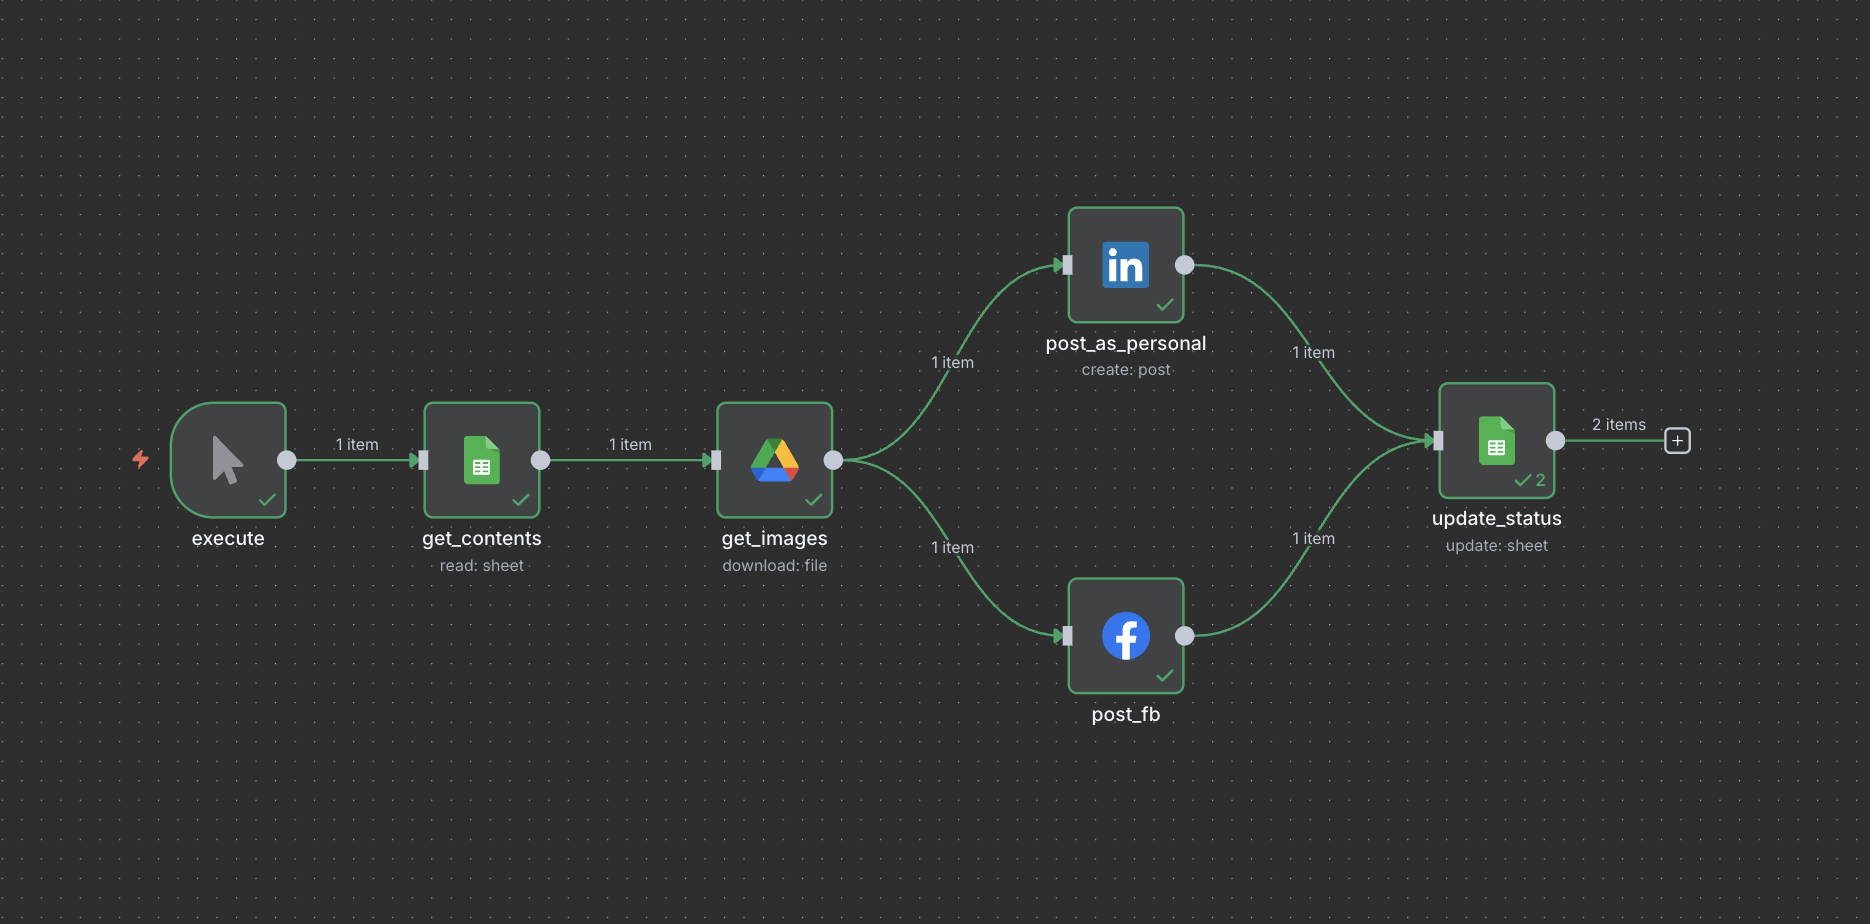 1 item
1 item
1 item
1 item
1 item
1 item
2 items
in
2
execute
get_contents
read: sheet
get_images
download: file
post_as_personal
create: post
f
post_fb
update_status
update: sheet